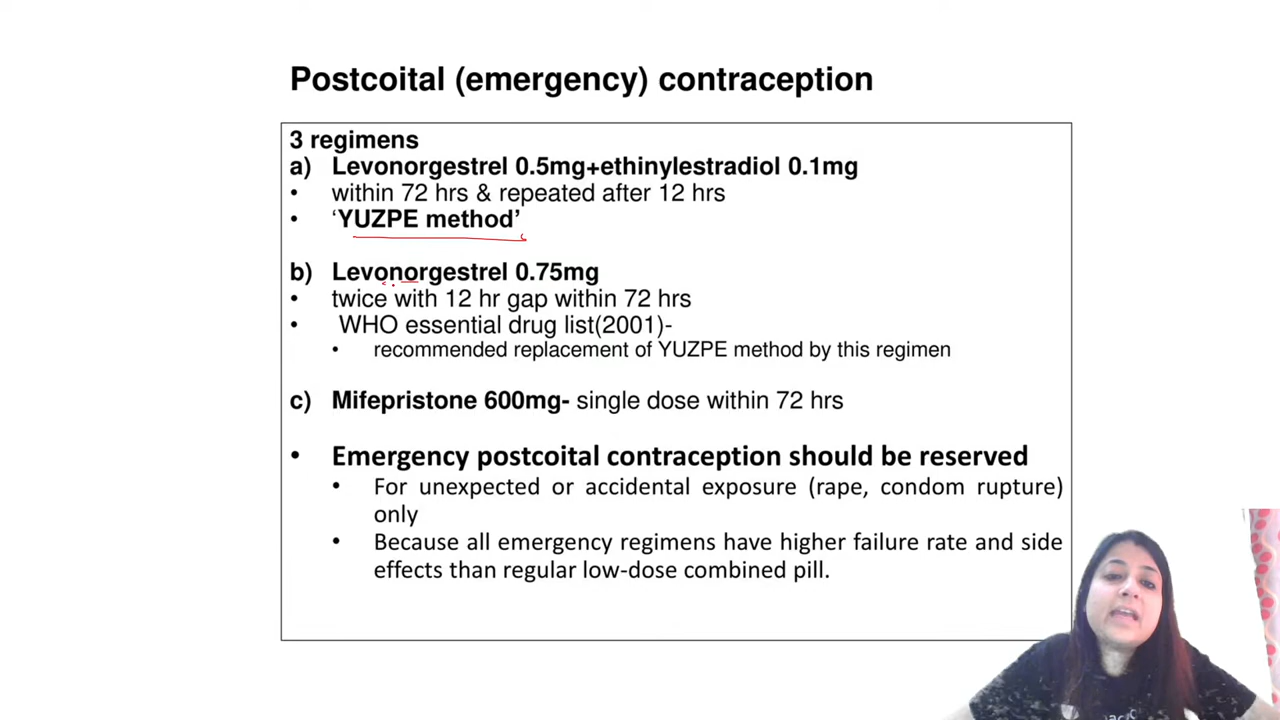 Postcoital (emergency) contraception
3 regimens
a) Levonorgestrel 0.5mg+ethinylestradiol 0.1mg
• within 72 hrs & repeated after 12 hrs
• ‘YUZPE method’
b) Levonorgestrel 0.75mg
• twice with 12 hr gap within 72 hrs
• WHO essential drug list(2001)-
• recommended replacement of YUZPE method by this regimen
c) Mifepristone 600mg- single dose within 72 hrs
• Emergency postcoital contraception should be reserved
• For unexpected or accidental exposure (rape, condom rupture)
only
• Because all emergency regimens have higher failure rate and side
effects than regular low-dose combined pill.